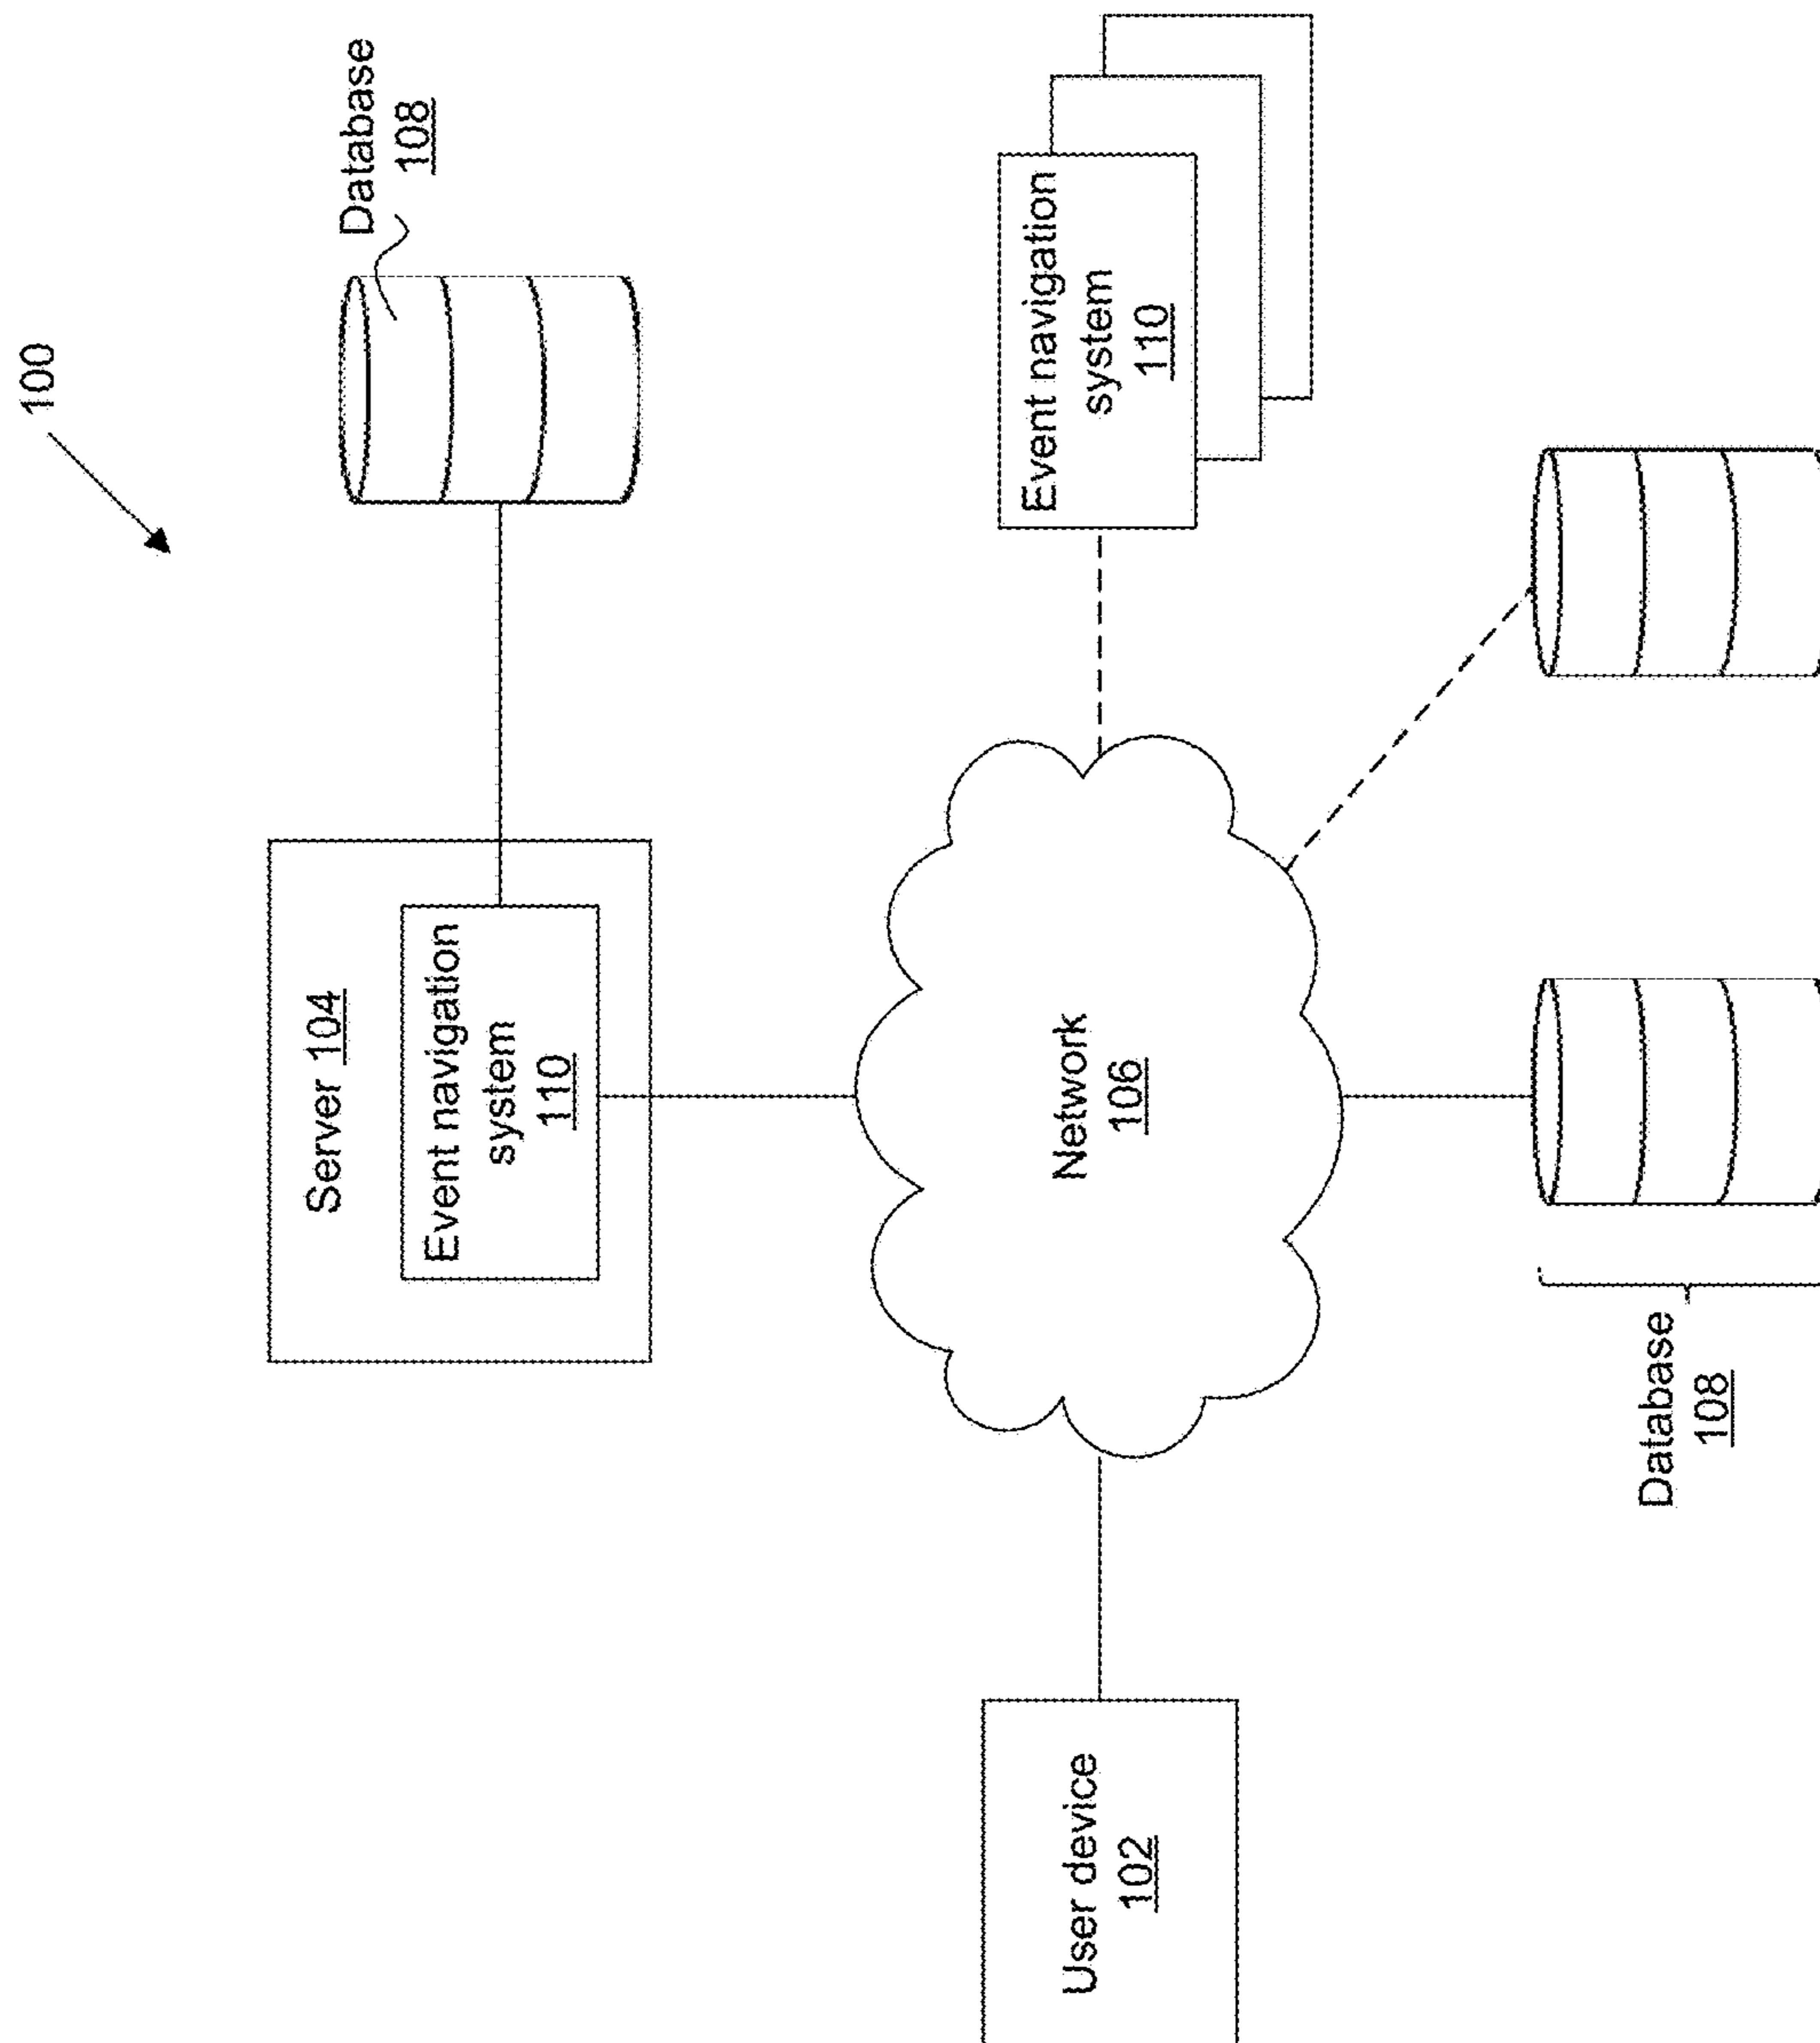 100
Database
108
Server 104
Event navigation
system
110
Event navigation
system
110
Network
106
User device
102
Database
108